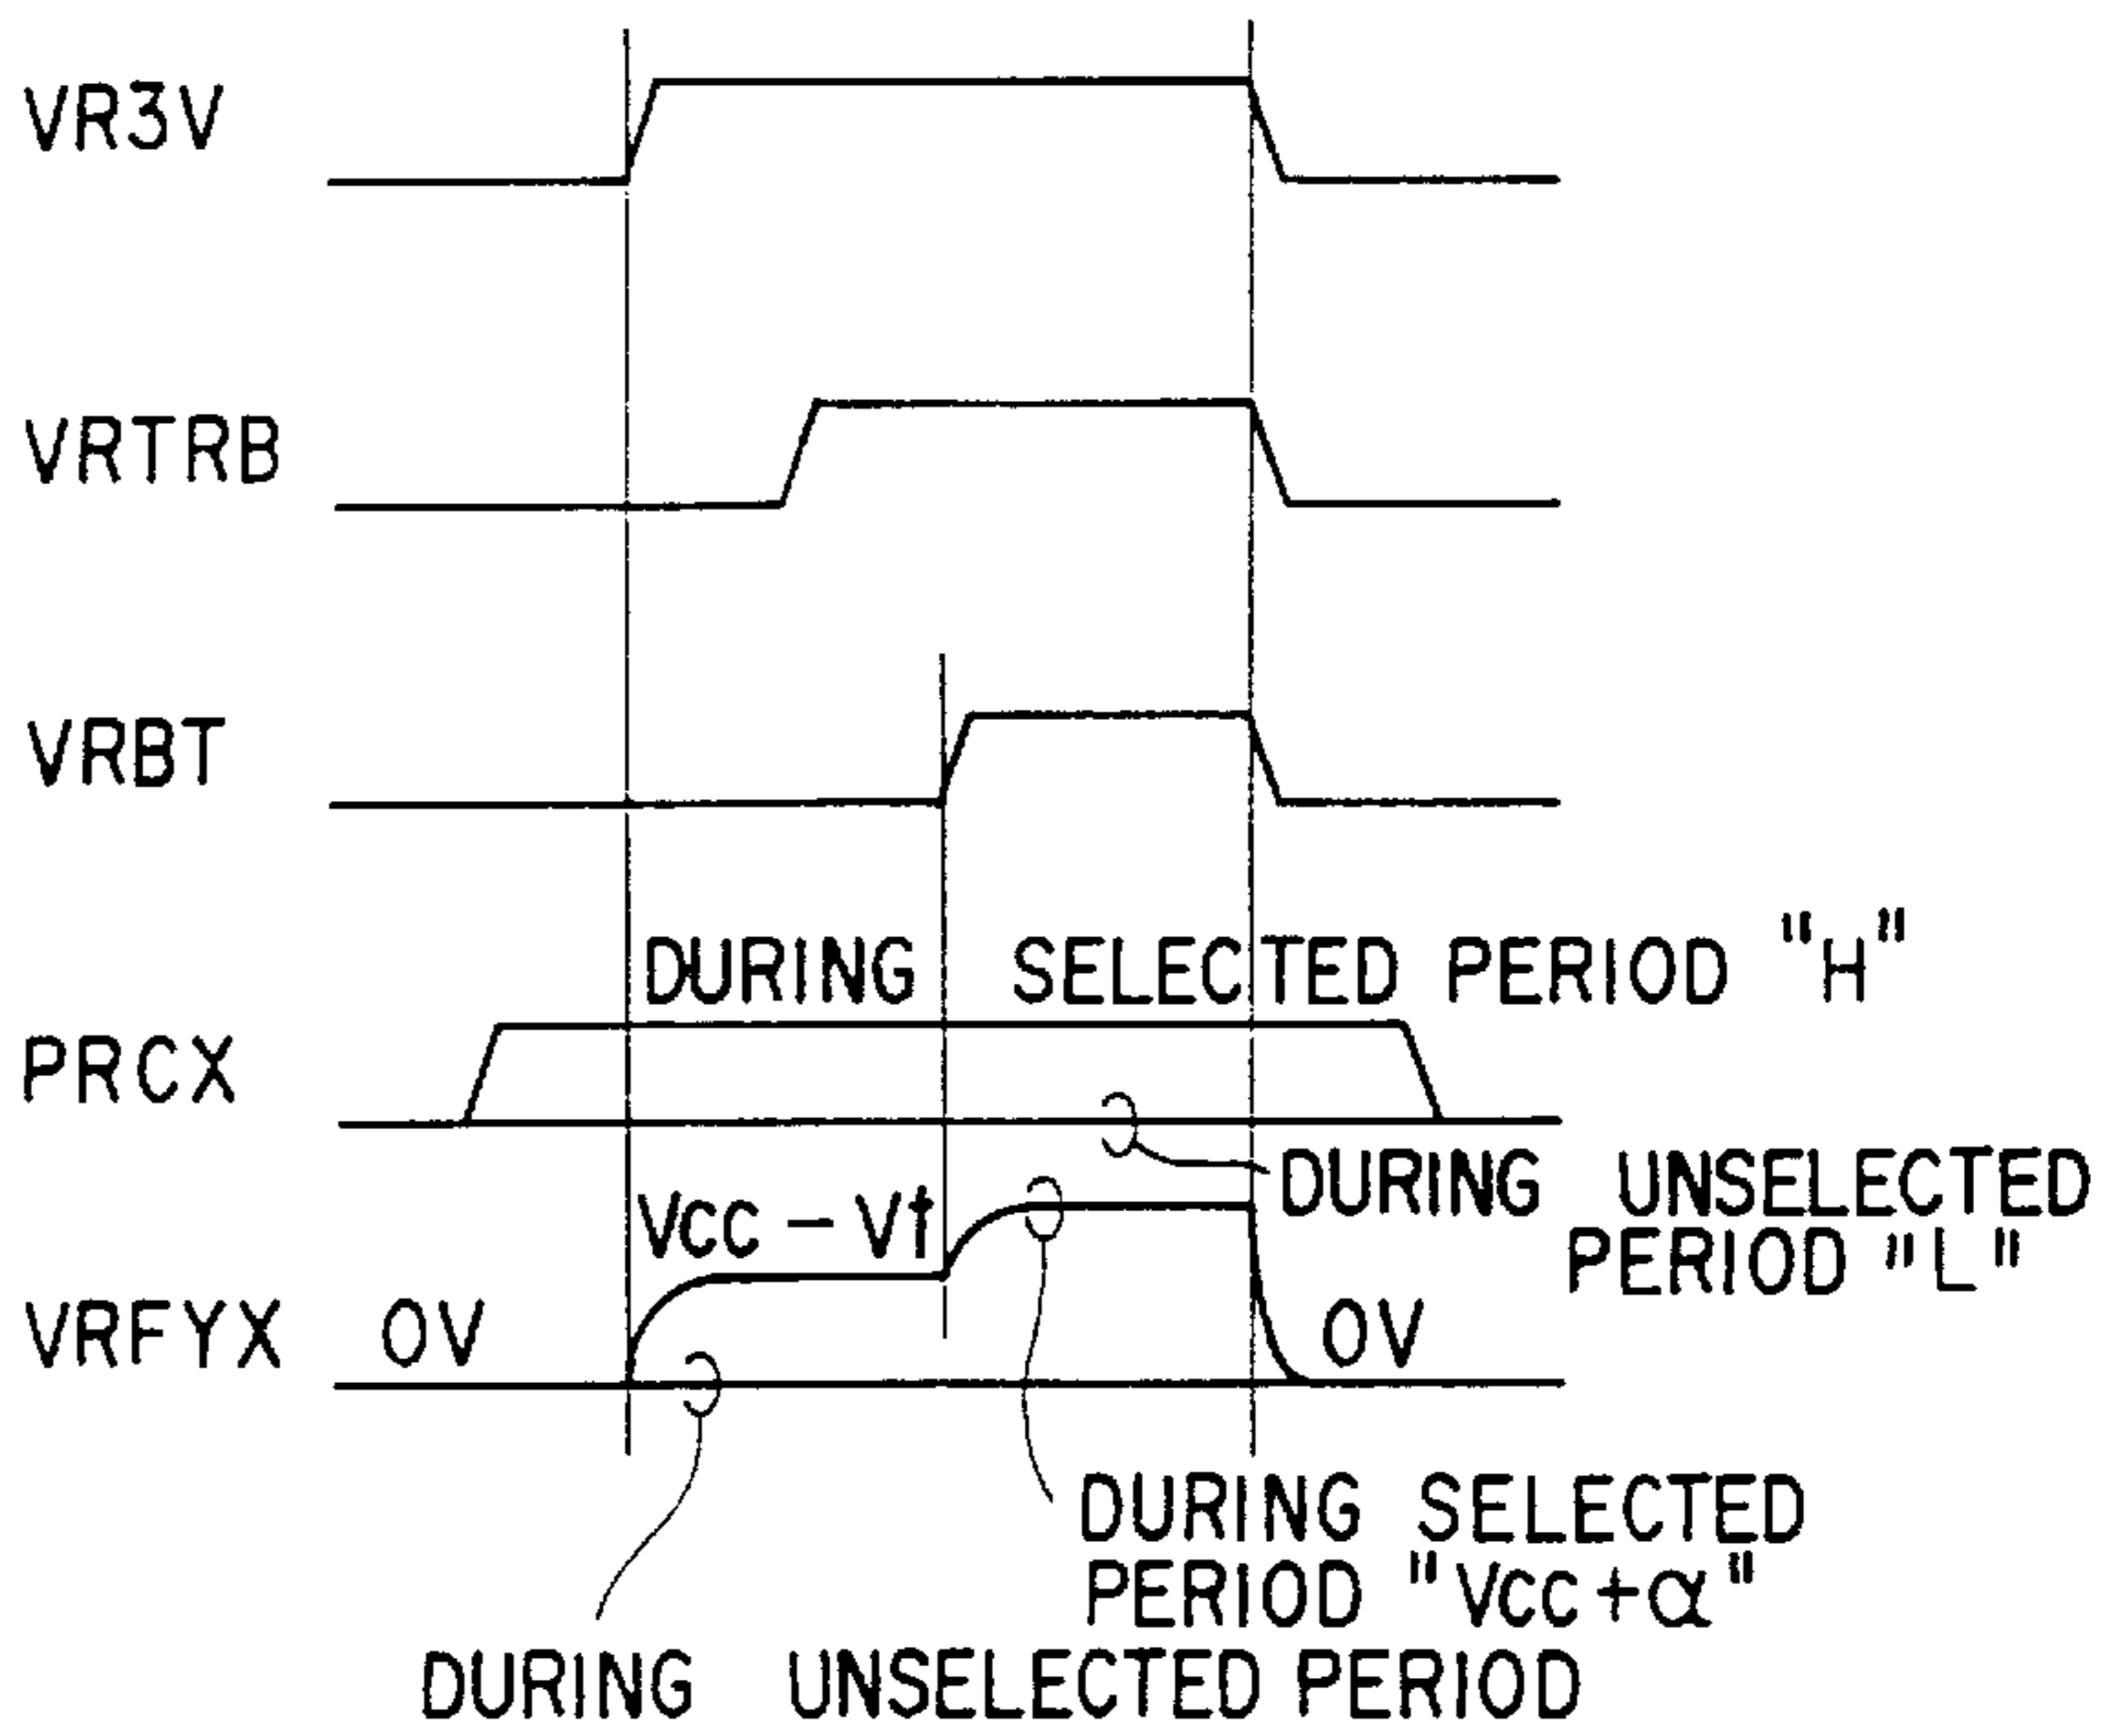 VR3V
VRTRB
VRBT
DURING SELECTED PERIOD "H"
PRCX
DURING UNSELECTED
PERIOD "L"
Vcc - Vt
VRFYX 0V 0V
DURING SELECTED
PERIOD "Vcc+α"
DURING UNSELECTED PERIOD